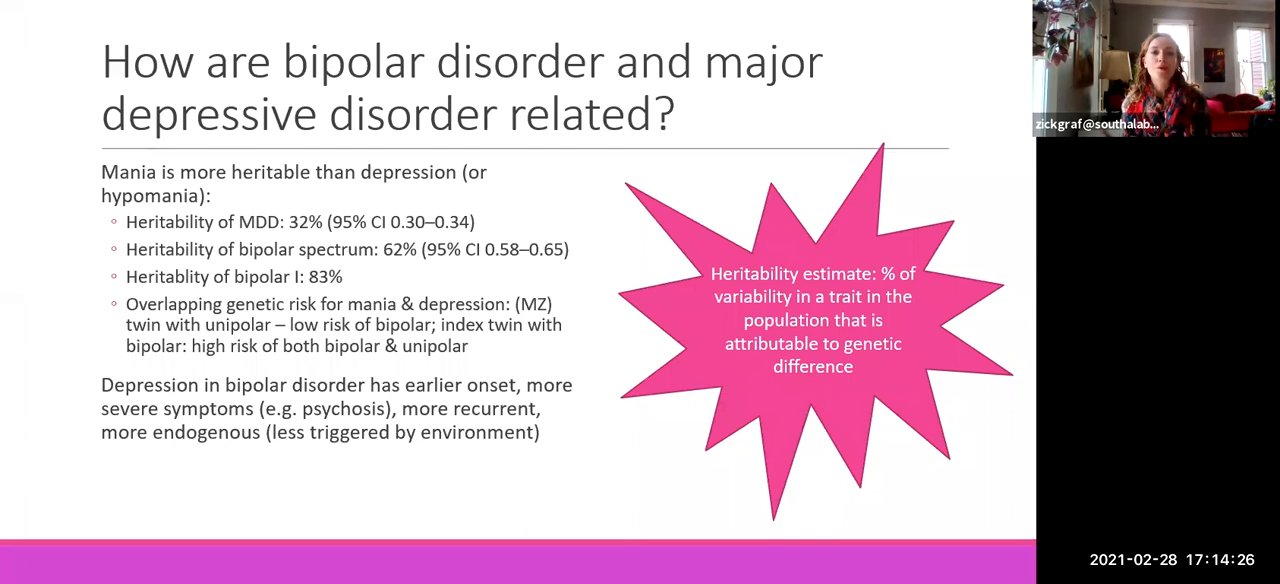 How are bipolar disorder and major
depressive disorder related?
Mania is more heritable than depression (or
hypomania):
◦ Heritability of MDD: 32% (95% CI 0.30–0.34)
◦ Heritability of bipolar spectrum: 62% (95% CI 0.58–0.65)
◦ Heritablity of bipolar I: 83%
◦ Overlapping genetic risk for mania & depression: (MZ)
twin with unipolar – low risk of bipolar; index twin with
bipolar: high risk of both bipolar & unipolar
Depression in bipolar disorder has earlier onset, more
severe symptoms (e.g. psychosis), more recurrent,
more endogenous (less triggered by environment)
Heritability estimate: % of
variability in a trait in the
population that is
attributable to genetic
difference
zickgraf@southalab...
2021-02-28 17:14:26